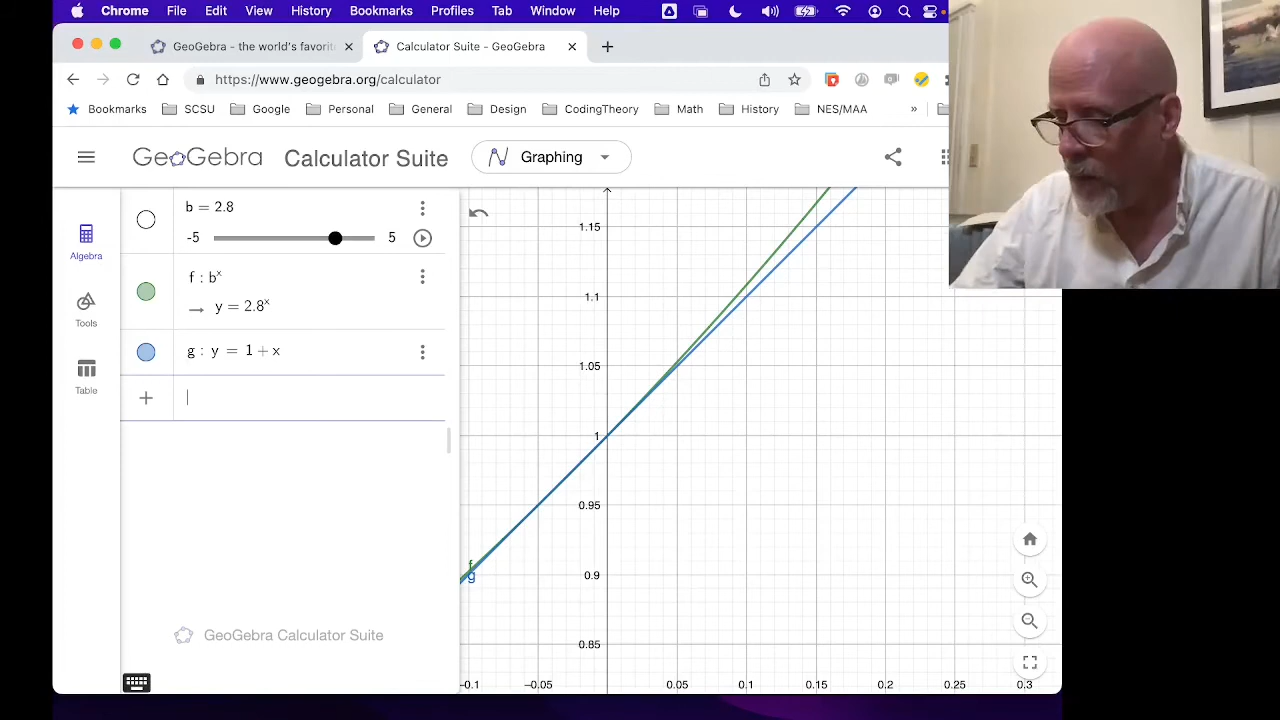 Chrome File Edit View History Bookmarks Profiles Tab Window Help
GeoGebra - the world's favorit
Calculator Suite - GeoGebra
https://www.geogebra.org/calculator
Bookmarks SCSU Google Personal General Design CodingTheory Math History NES/MAA »
GeoGebra Calculator Suite Graphing
b = 2.8
-5 5
f : bˣ
→ y = 2.8ˣ
g : y = 1 + x
+
Algebra
Tools
Table
GeoGebra Calculator Suite
1.15
1.1
1.05
1
0.95
0.9
0.85
f
g
-0.1 -0.05 0.05 0.1 0.15 0.2 0.25 0.3